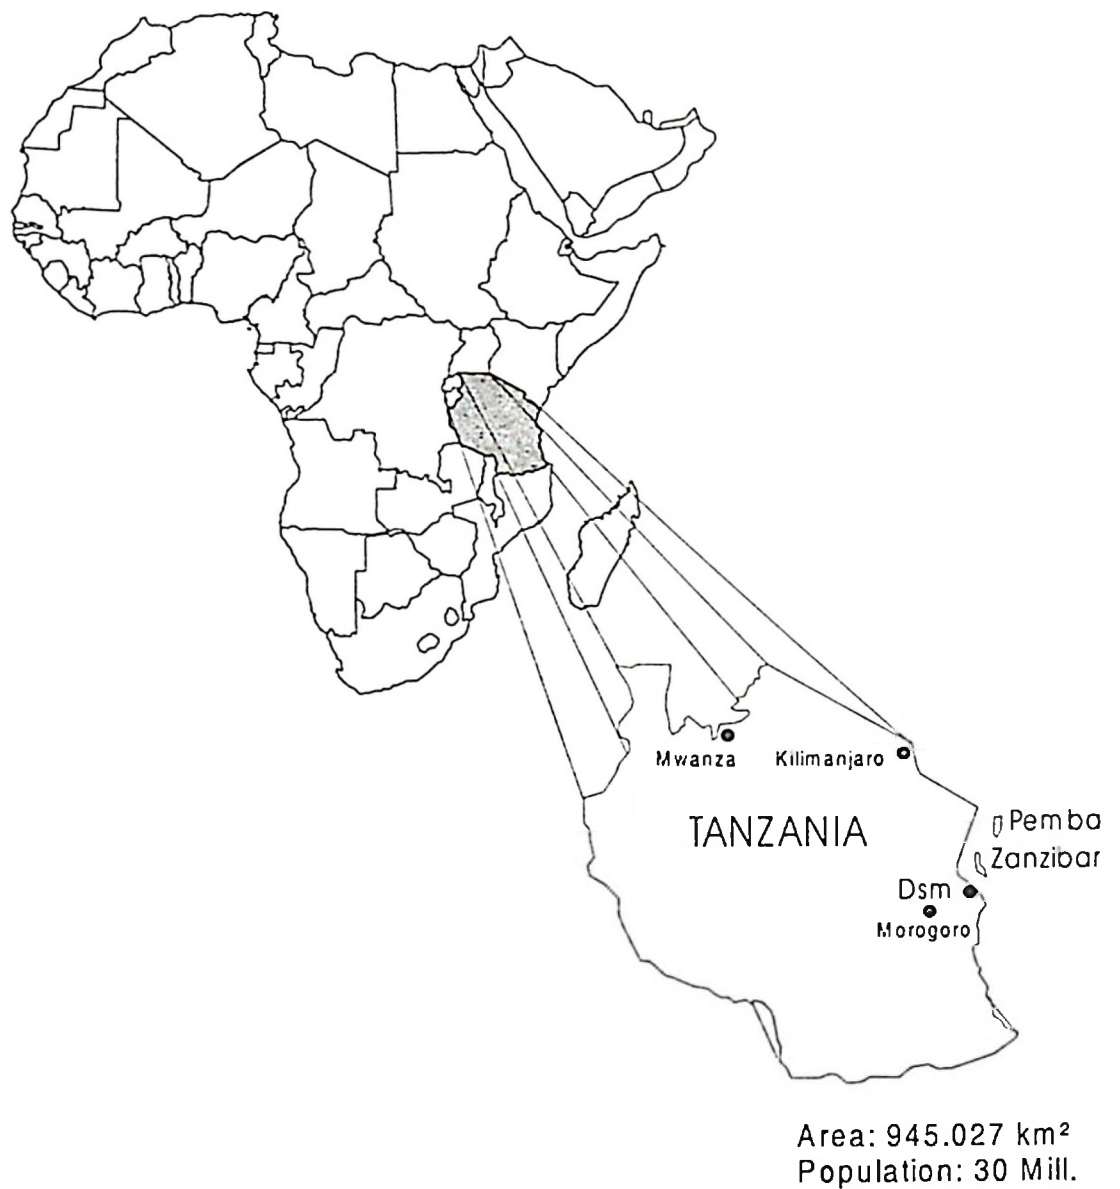 Mwanza
Kilimanjaro
TANZANIA
Pemba
Zanzibar
Dsm
Morogoro
Area: 945.027 km²
Population: 30 Mill.